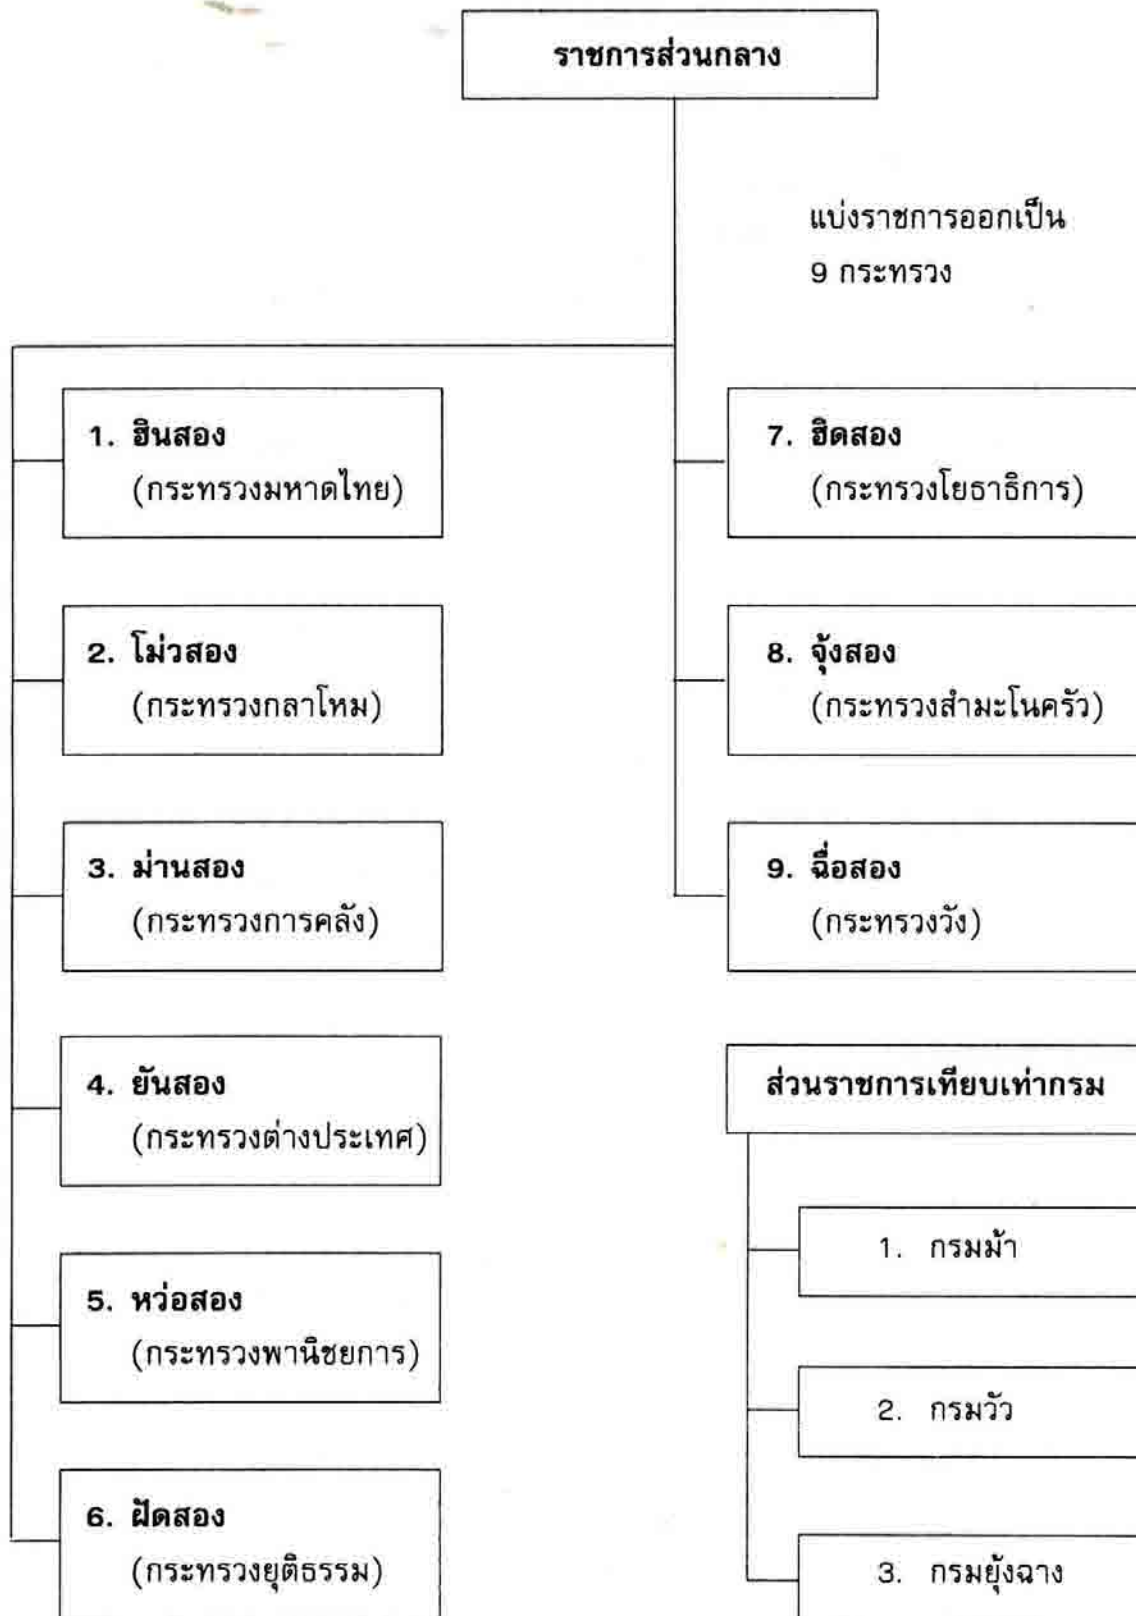 ราชการส่วนกลาง
แบ่งราชการออกเป็น
9 กระทรวง
1. ฮินสอง
(กระทรวงมหาดไทย)
2. โม่วสอง
(กระทรวงกลาโหม)
3. ม่านสอง
(กระทรวงการคลัง)
4. ยันสอง
(กระทรวงต่างประเทศ)
5. หว่อสอง
(กระทรวงพานิชยการ)
6. ฝัดสอง
(กระทรวงยุติธรรม)
7. ฮิดสอง
(กระทรวงโยธาธิการ)
8. จุ้งสอง
(กระทรวงสำมะโนครัว)
9. ฉื่อสอง
(กระทรวงวัง)
ส่วนราชการเทียบเท่ากรม
1. กรมม้า
2. กรมวัว
3. กรมยุ้งฉาง